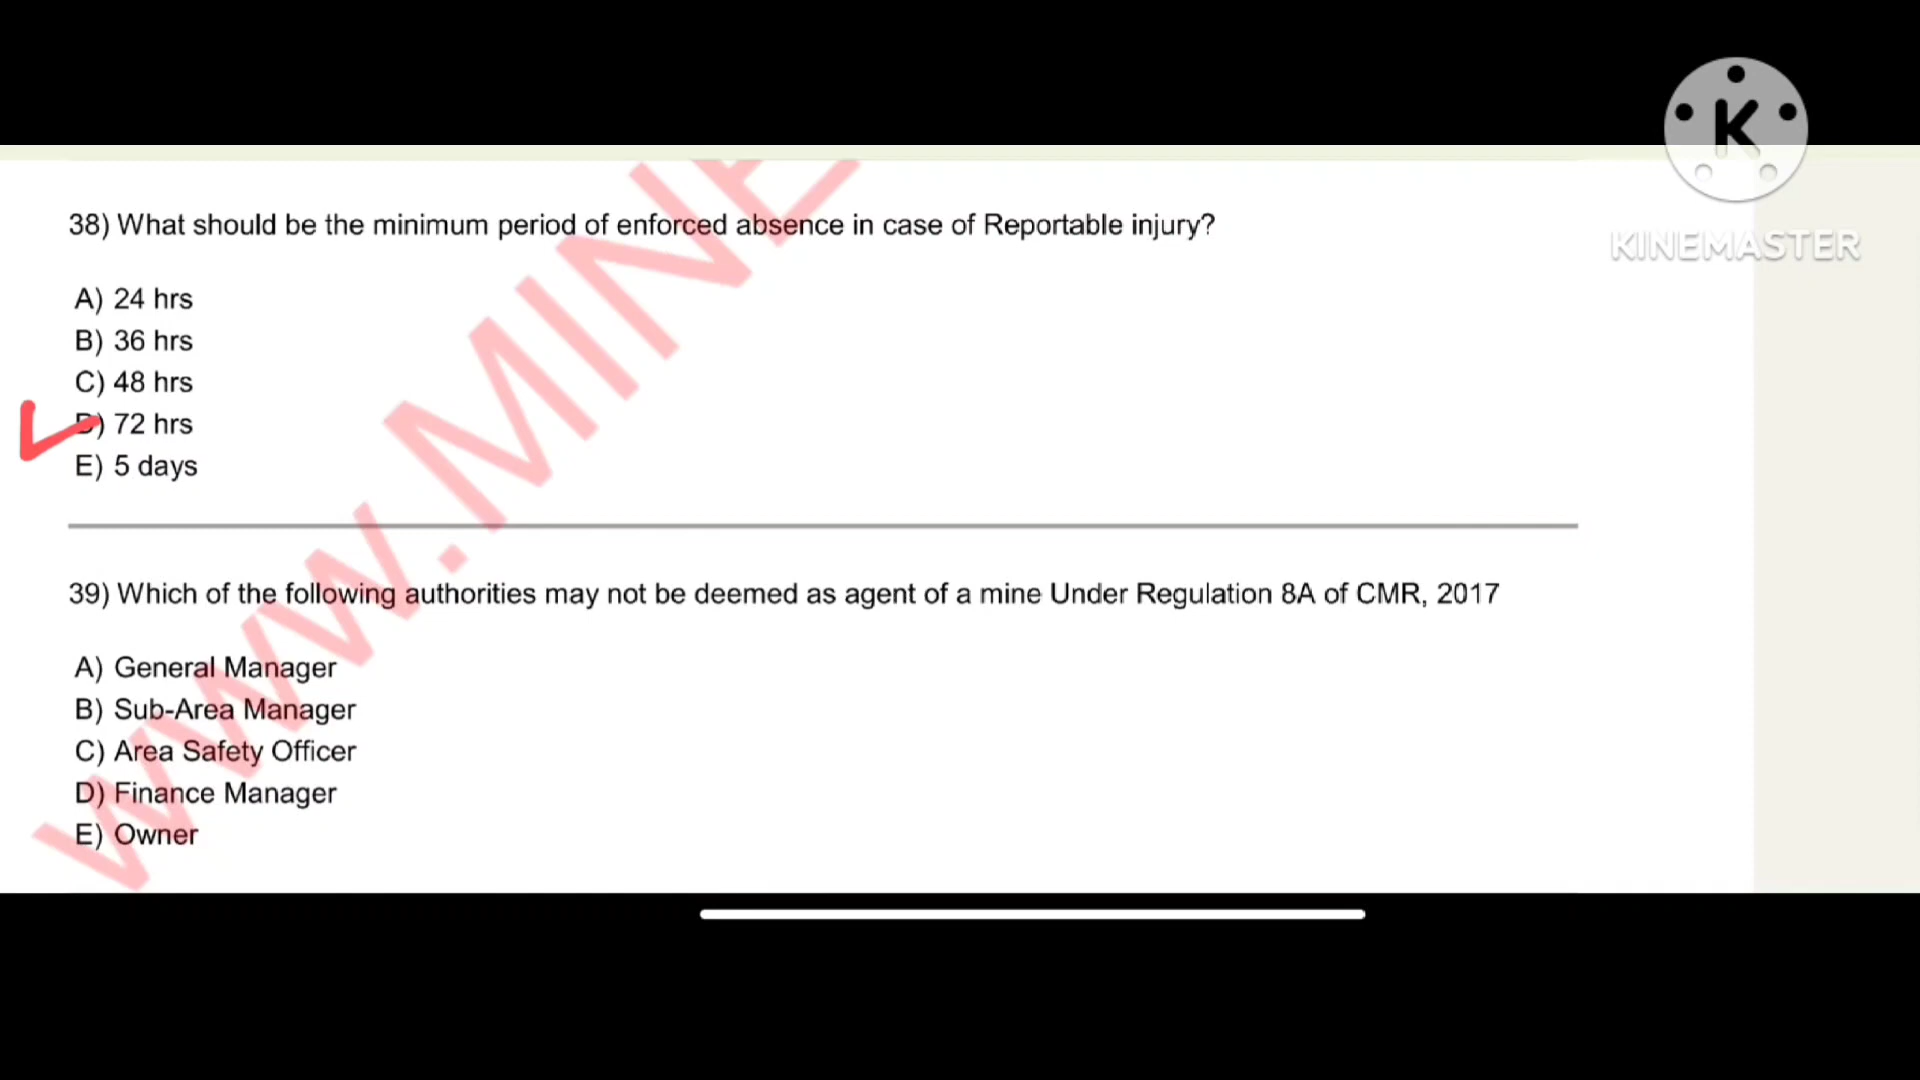 K
KINEMASTER
38) What should be the minimum period of enforced absence in case of Reportable injury?
A) 24 hrs
B) 36 hrs
C) 48 hrs
D) 72 hrs
E) 5 days
39) Which of the following authorities may not be deemed as agent of a mine Under Regulation 8A of CMR, 2017
A) General Manager
B) Sub-Area Manager
C) Area Safety Officer
D) Finance Manager
E) Owner
www.MINE